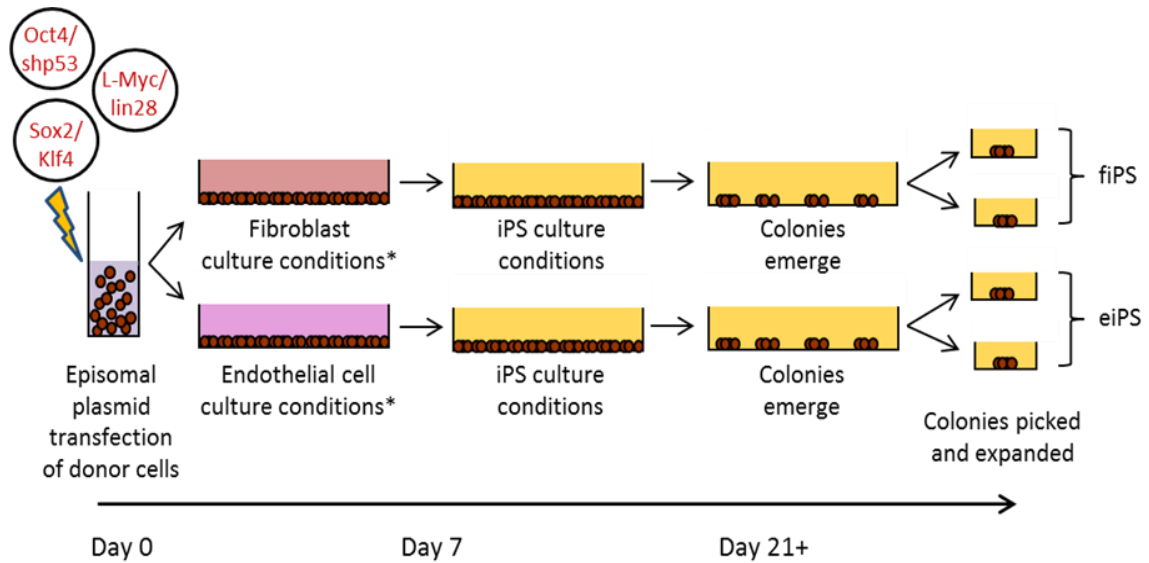 Oct4/
shp53
L-Myc/
lin28
Sox2/
Klf4
Fibroblast
culture conditions*
iPS culture
conditions
Colonies
emerge
fiPS
Endothelial cell
culture conditions*
iPS culture
conditions
Colonies
emerge
eiPS
Episomal
plasmid
transfection
of donor cells
Colonies picked
and expanded
Day 0
Day 7
Day 21+